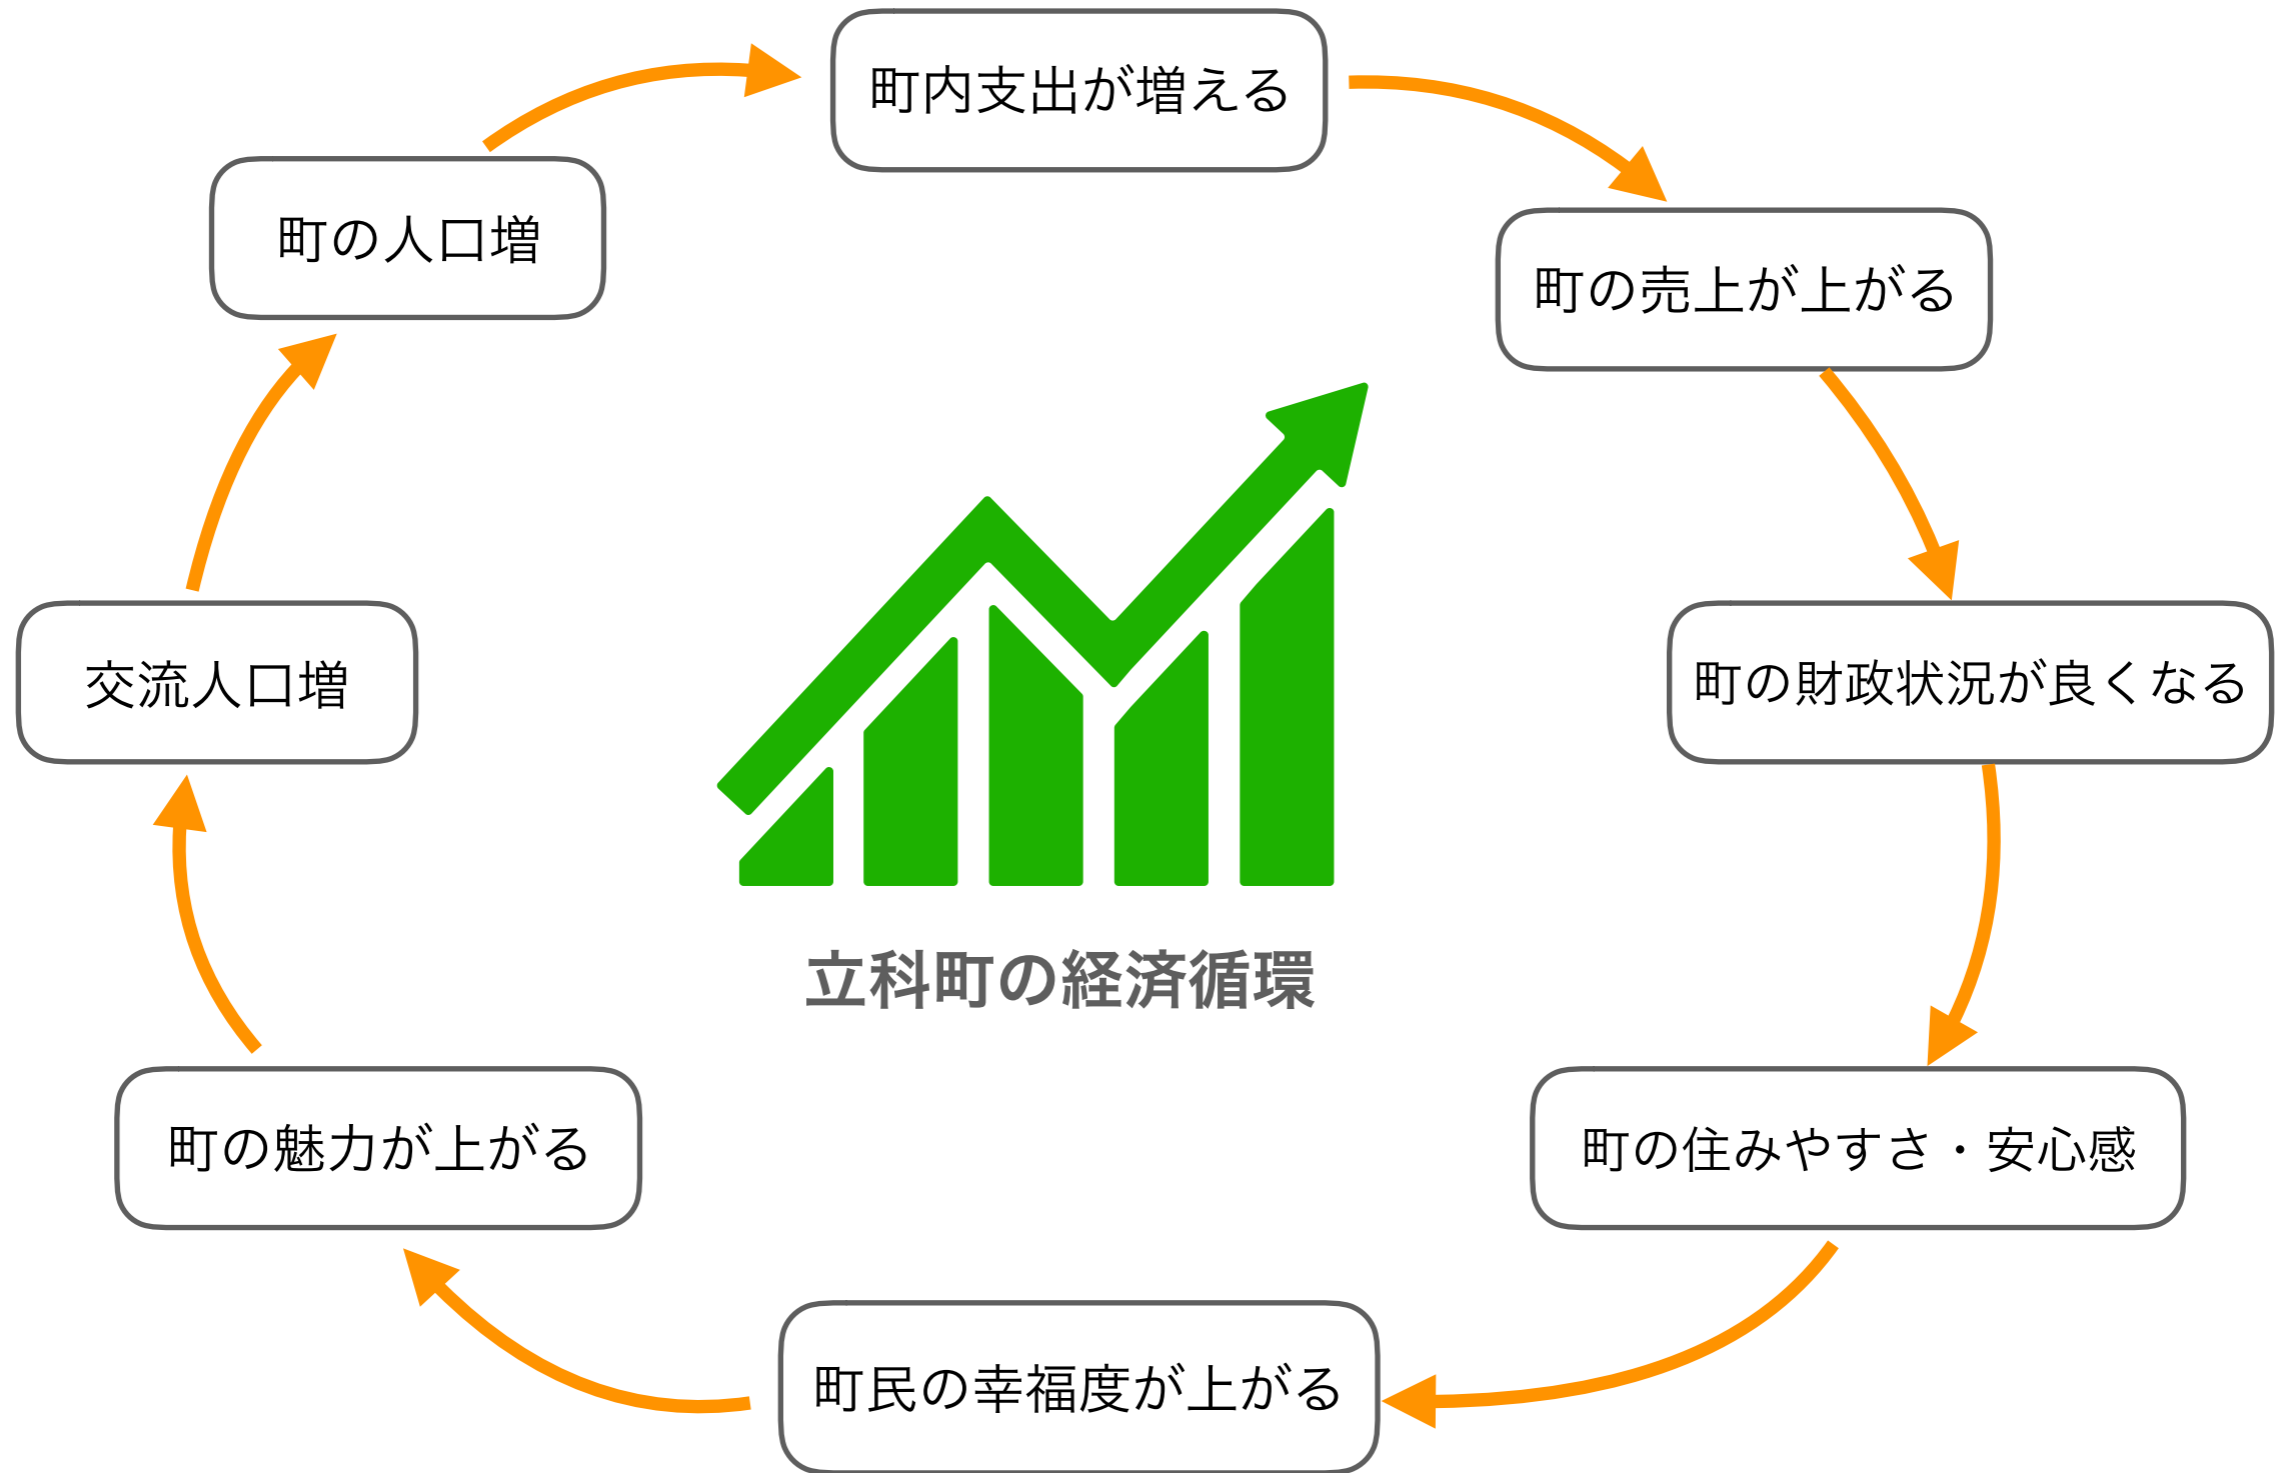 町内支出が増える
町の売上が上がる
町の財政状況が良くなる
町の住みやすさ・安心感
町民の幸福度が上がる
町の魅力が上がる
交流人口増
町の人口増
立科町の経済循環